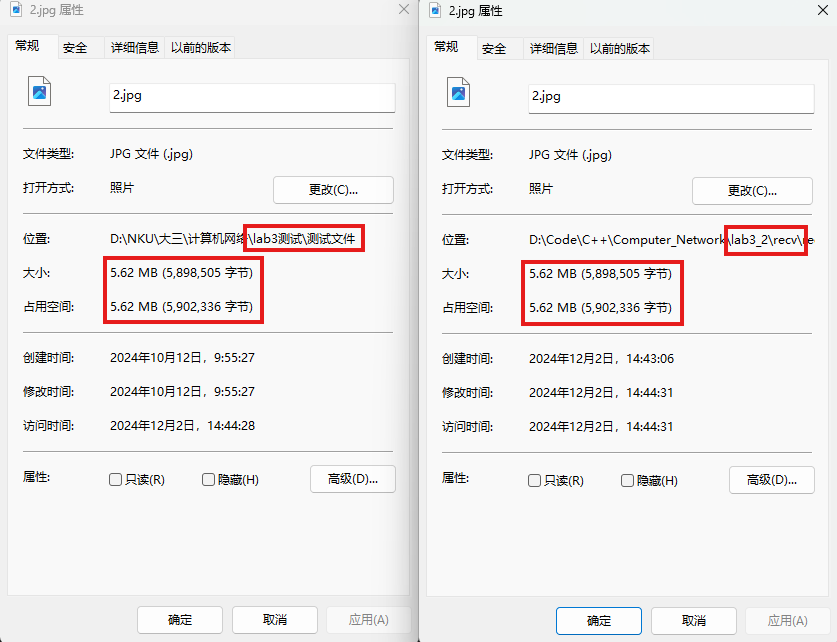 2.jpg 属性
常规 安全 详细信息 以前的版本
2.jpg
文件类型: JPG 文件 (.jpg)
打开方式: 照片 更改(C)...
位置: D:\NKU\大三\计算机网络\lab3测试\测试文件
大小: 5.62 MB (5,898,505 字节)
占用空间: 5.62 MB (5,902,336 字节)
创建时间: 2024年10月12日，9:55:27
修改时间: 2024年10月12日，9:55:27
访问时间: 2024年12月2日，14:44:28
属性: 只读(R) 隐藏(H) 高级(D)...
确定 取消 应用(A)
2.jpg 属性
常规 安全 详细信息 以前的版本
2.jpg
文件类型: JPG 文件 (.jpg)
打开方式: 照片 更改(C)...
位置: D:\Code\C++\Computer_Network\lab3_2\recv\re
大小: 5.62 MB (5,898,505 字节)
占用空间: 5.62 MB (5,902,336 字节)
创建时间: 2024年12月2日，14:43:06
修改时间: 2024年12月2日，14:44:31
访问时间: 2024年12月2日，14:44:31
属性: 只读(R) 隐藏(H) 高级(D)...
确定 取消 应用(A)